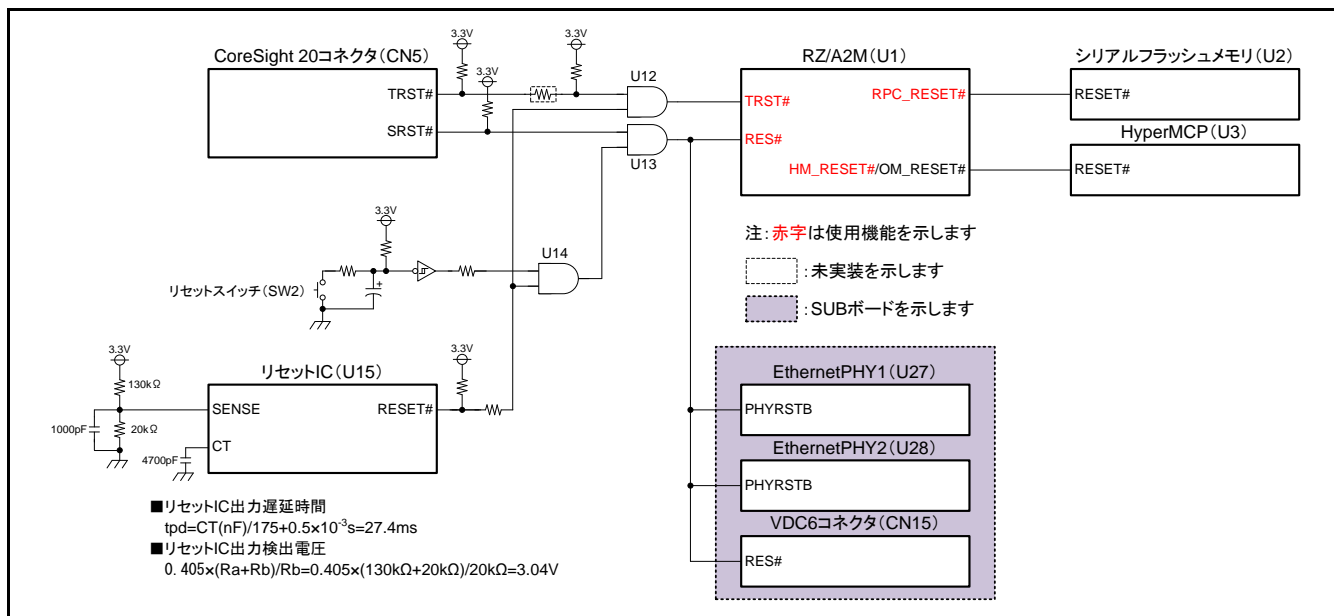 CoreSight 20コネクタ(CN5)
TRST#
SRST#
3.3V
3.3V
3.3V
U12
U13
RZ/A2M(U1)
TRST#
RES#
RPC_RESET#
HM_RESET#/OM_RESET#
シリアルフラッシュメモリ(U2)
RESET#
HyperMCP(U3)
RESET#
注:赤字は使用機能を示します
:未実装を示します
:SUBボードを示します
3.3V
リセットスイッチ(SW2)
+
U14
3.3V
130kΩ
20kΩ
1000pF
4700pF
リセットIC(U15)
SENSE
CT
RESET#
3.3V
EthernetPHY1(U27)
PHYRSTB
EthernetPHY2(U28)
PHYRSTB
VDC6コネクタ(CN15)
RES#
■リセットIC出力遅延時間
tpd=CT(nF)/175+0.5×10⁻³s=27.4ms
■リセットIC出力検出電圧
0.405×(Ra+Rb)/Rb=0.405×(130kΩ+20kΩ)/20kΩ=3.04V